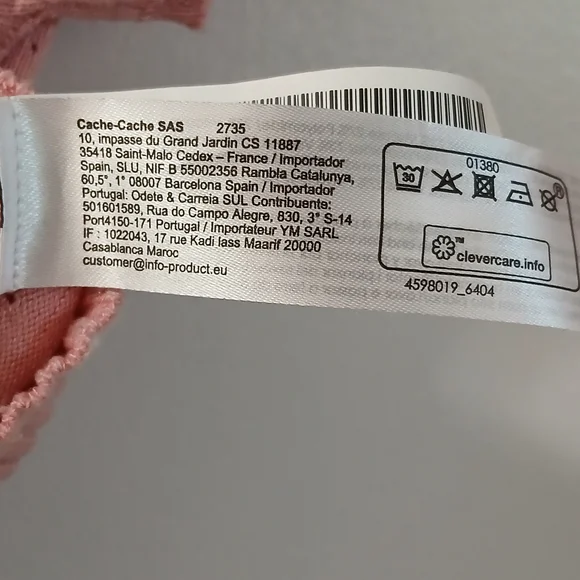 Cache-Cache SAS 2735
10, impasse du Grand Jardin CS 11887
35418 Saint-Malo Cedex – France / Importador
Spain, SLU, NIF B 55002356 Rambla Catalunya,
60,5°, 1° 08007 Barcelona Spain / Importador
Portugal: Odete & Carreia SUL Contribuinte:
501601589, Rua do Campo Alegre, 830, 3° S-14
Port4150-171 Portugal / Importateur YM SARL
IF : 1022043, 17 rue Kadi Iass Maarif 20000
Casablanca Maroc
customer@info-product.eu
01380
30
®
™
clevercare.info
4598019_6404